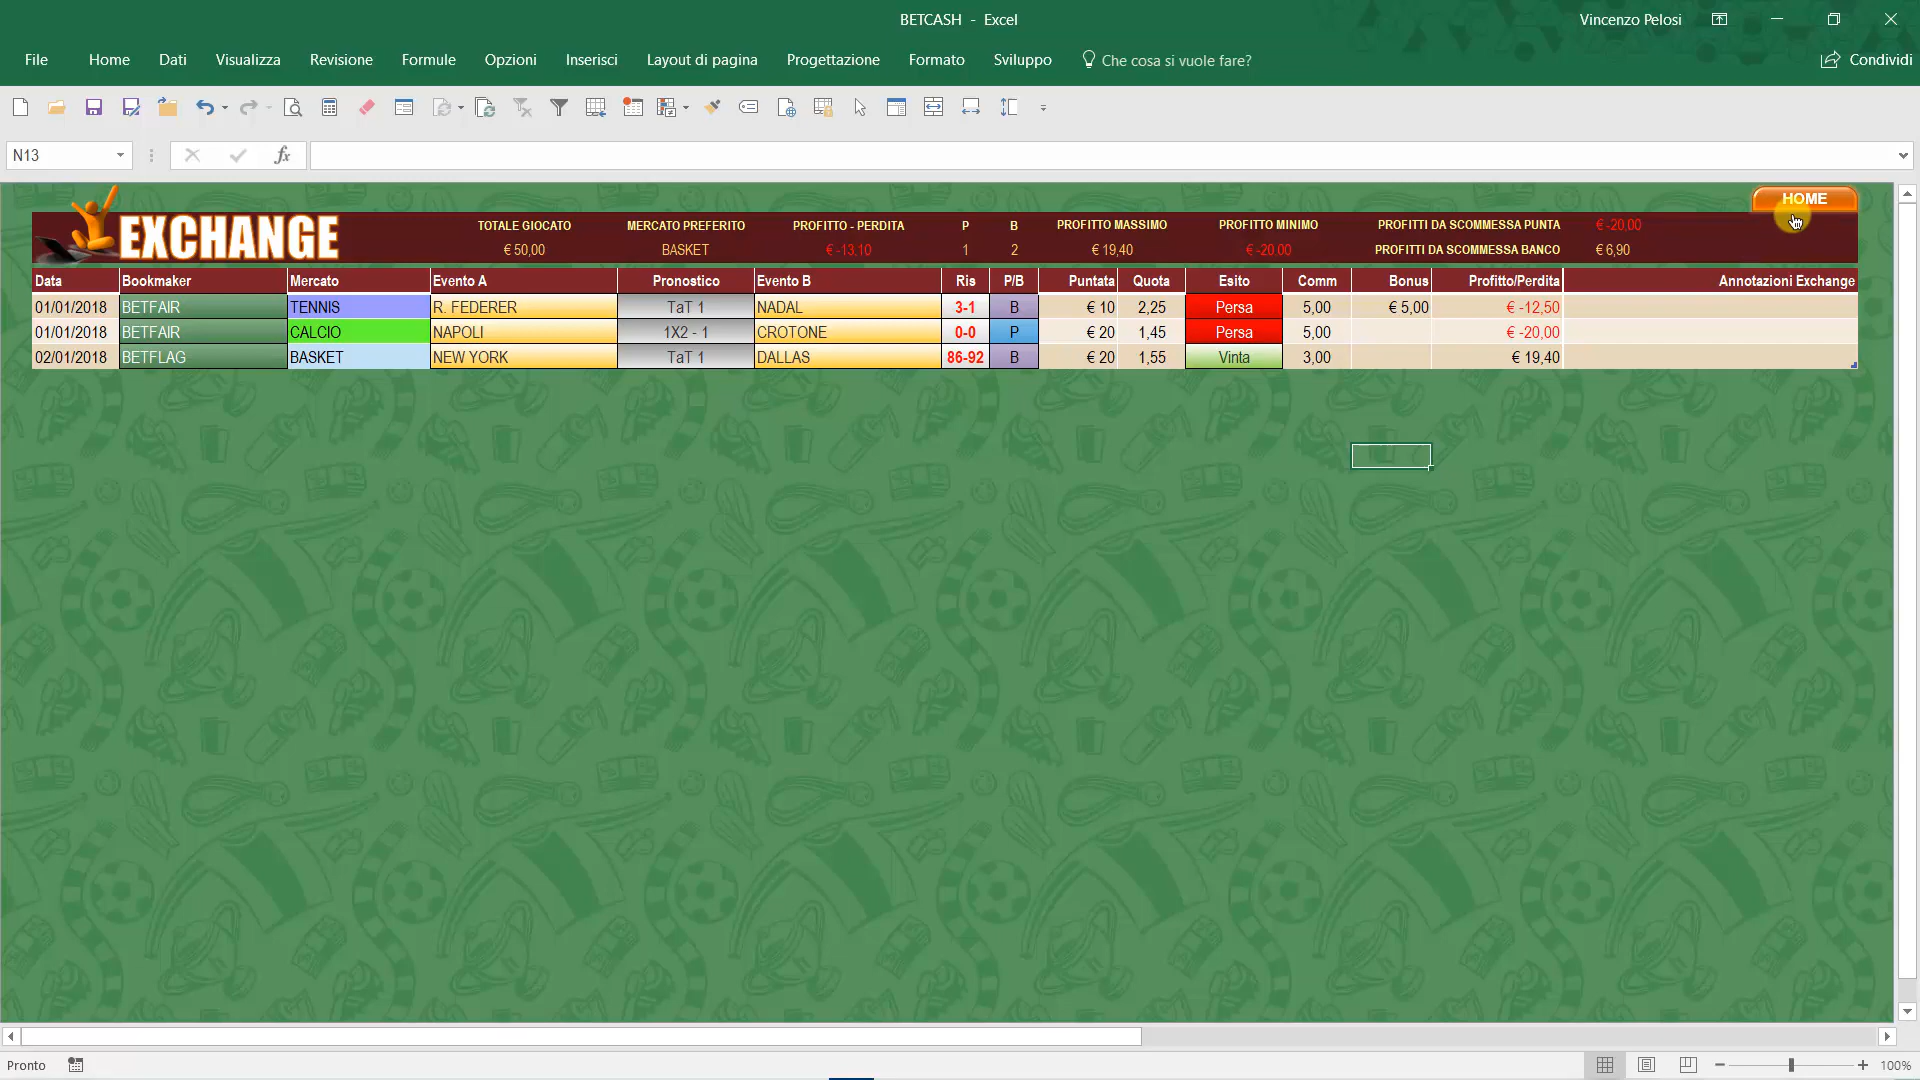 BETCASH - Excel
Vincenzo Pelosi
File Home Dati Visualizza Revisione Formule Opzioni Inserisci Layout di pagina Progettazione Formato Sviluppo Che cosa si vuole fare? Condividi
N13 fx
HOME
EXCHANGE
TOTALE GIOCATO MERCATO PREFERITO PROFITTO - PERDITA P B PROFITTO MASSIMO PROFITTO MINIMO PROFITTI DA SCOMMESSA PUNTA € -20,00
€ 50,00 BASKET € -13,10 1 2 € 19,40 € -20,00 PROFITTI DA SCOMMESSA BANCO € 6,90
Data Bookmaker Mercato Evento A Pronostico Evento B Ris P/B Puntata Quota Esito Comm Bonus Profitto/Perdita Annotazioni Exchange
01/01/2018 BETFAIR TENNIS R. FEDERER TaT 1 NADAL 3-1 B € 10 2,25 Persa 5,00 € 5,00 € -12,50
01/01/2018 BETFAIR CALCIO NAPOLI 1X2 - 1 CROTONE 0-0 P € 20 1,45 Persa 5,00 € -20,00
02/01/2018 BETFLAG BASKET NEW YORK TaT 1 DALLAS 86-92 B € 20 1,55 Vinta 3,00 € 19,40
Pronto
100%